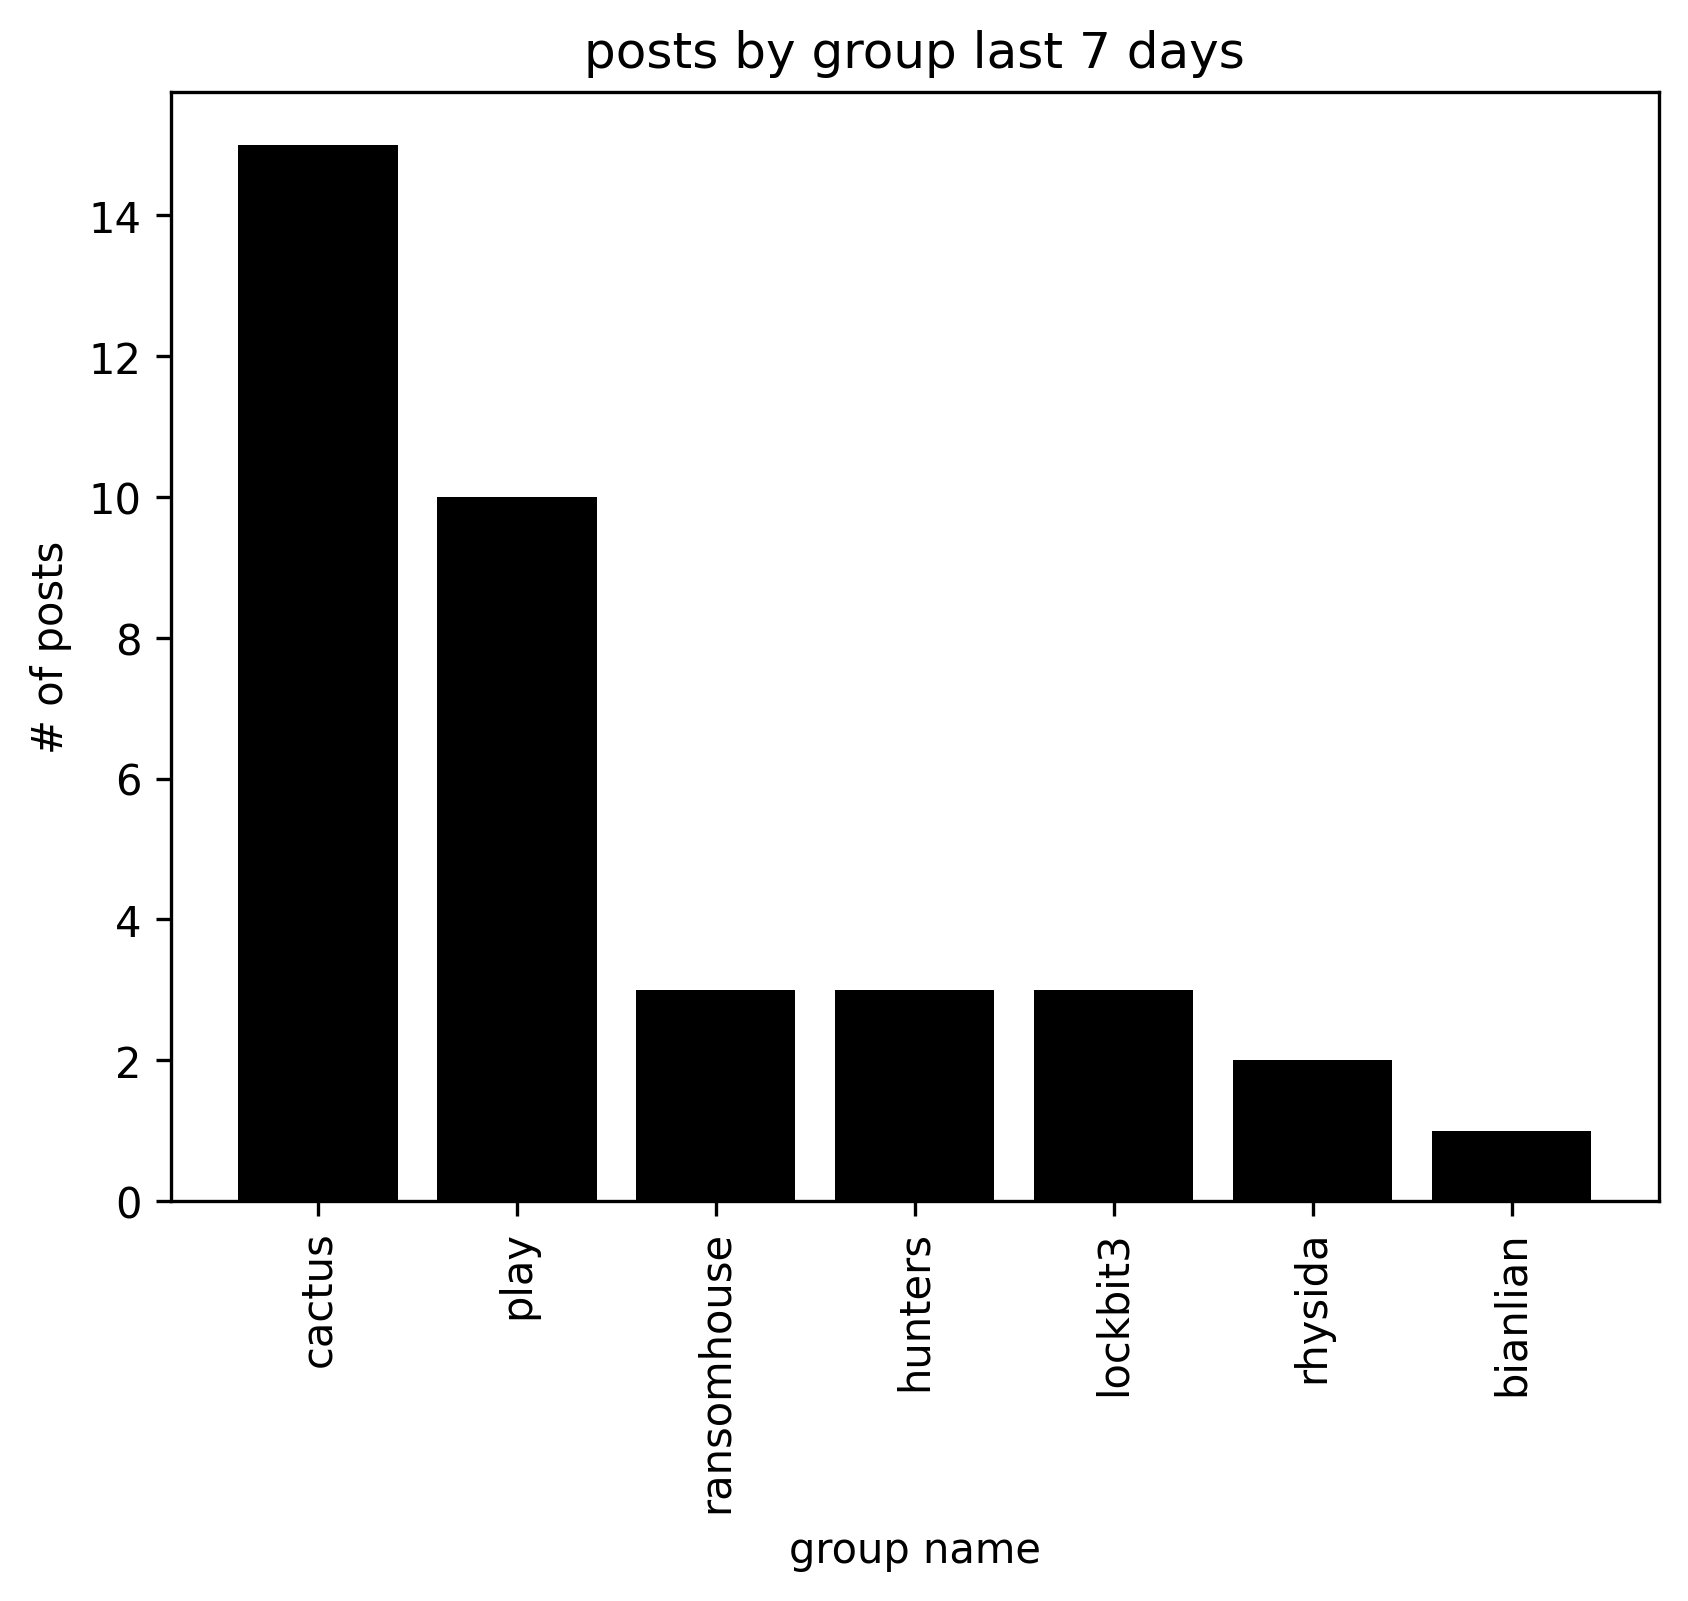 posts by group last 7 days
# of posts
14
12
10
8
6
4
2
0
cactus
play
ransomhouse
hunters
lockbit3
rhysida
bianlian
group name